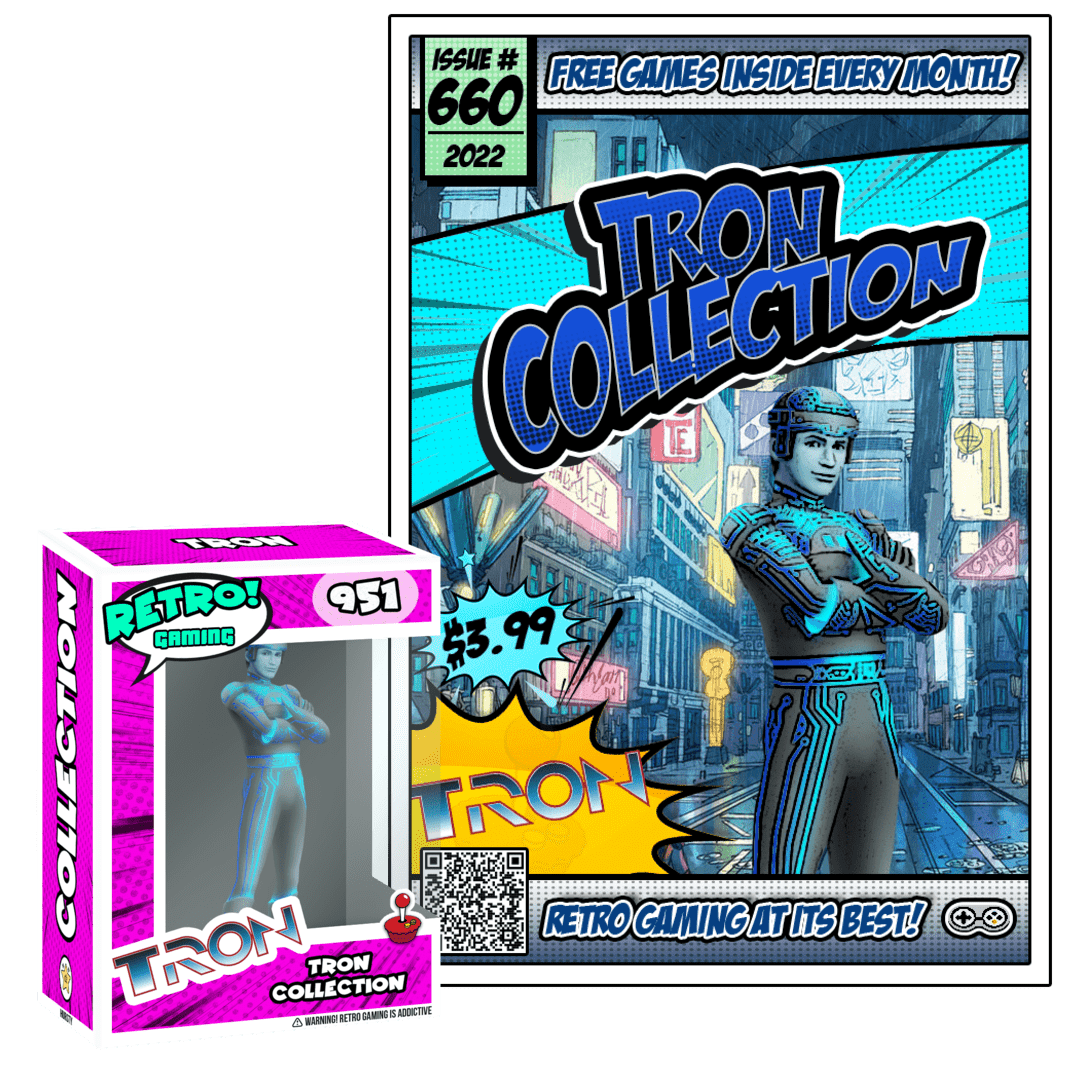 ISSUE #
660
2022
FREE GAMES INSIDE EVERY MONTH!
TRON
COLLECTION
$3.99
TRON
RETRO GAMING AT ITS BEST!
TRON
COLLECTION
RETRO!
GAMING
951
TRON
TRON
COLLECTION
WARNING! RETRO GAMING IS ADDICTIVE